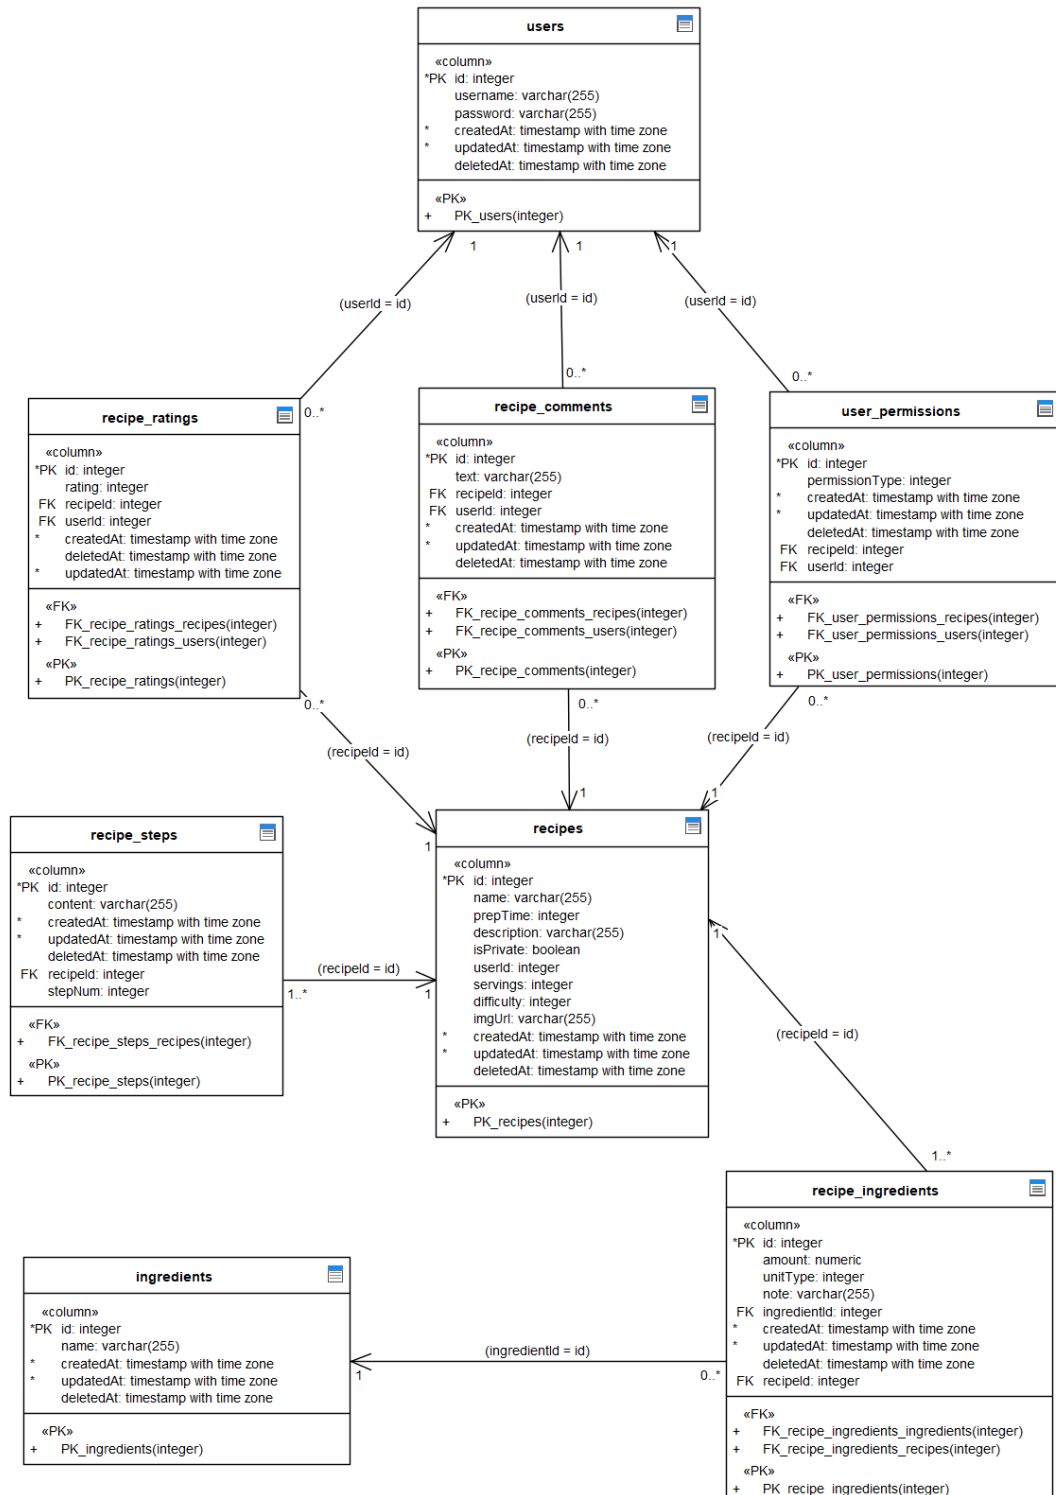 users
«column»
*PK id: integer
username: varchar(255)
password: varchar(255)
* createdAt: timestamp with time zone
* updatedAt: timestamp with time zone
deletedAt: timestamp with time zone
«PK»
+ PK_users(integer)
1
1
1
(userId = id)
(userId = id)
(userId = id)
0..*
0..*
0..*
recipe_ratings
«column»
*PK id: integer
rating: integer
FK recipeId: integer
FK userId: integer
* createdAt: timestamp with time zone
deletedAt: timestamp with time zone
* updatedAt: timestamp with time zone
«FK»
+ FK_recipe_ratings_recipes(integer)
+ FK_recipe_ratings_users(integer)
«PK»
+ PK_recipe_ratings(integer)
recipe_comments
«column»
*PK id: integer
text: varchar(255)
FK recipeId: integer
FK userId: integer
* createdAt: timestamp with time zone
* updatedAt: timestamp with time zone
deletedAt: timestamp with time zone
«FK»
+ FK_recipe_comments_recipes(integer)
+ FK_recipe_comments_users(integer)
«PK»
+ PK_recipe_comments(integer)
user_permissions
«column»
*PK id: integer
permissionType: integer
* createdAt: timestamp with time zone
* updatedAt: timestamp with time zone
deletedAt: timestamp with time zone
FK recipeId: integer
FK userId: integer
«FK»
+ FK_user_permissions_recipes(integer)
+ FK_user_permissions_users(integer)
«PK»
+ PK_user_permissions(integer)
0..*
0..*
0..*
(recipeId = id)
(recipeId = id)
(recipeId = id)
1
1
1
recipe_steps
«column»
*PK id: integer
content: varchar(255)
* createdAt: timestamp with time zone
* updatedAt: timestamp with time zone
deletedAt: timestamp with time zone
FK recipeId: integer
stepNum: integer
«FK»
+ FK_recipe_steps_recipes(integer)
«PK»
+ PK_recipe_steps(integer)
(recipeId = id)
1..*
1
recipes
«column»
*PK id: integer
name: varchar(255)
prepTime: integer
description: varchar(255)
isPrivate: boolean
userId: integer
servings: integer
difficulty: integer
imgUrl: varchar(255)
* createdAt: timestamp with time zone
* updatedAt: timestamp with time zone
deletedAt: timestamp with time zone
«PK»
+ PK_recipes(integer)
1
(recipeId = id)
1..*
ingredients
«column»
*PK id: integer
name: varchar(255)
* createdAt: timestamp with time zone
* updatedAt: timestamp with time zone
deletedAt: timestamp with time zone
«PK»
+ PK_ingredients(integer)
(ingredientId = id)
1
0..*
recipe_ingredients
«column»
*PK id: integer
amount: numeric
unitType: integer
note: varchar(255)
FK ingredientId: integer
* createdAt: timestamp with time zone
* updatedAt: timestamp with time zone
deletedAt: timestamp with time zone
FK recipeId: integer
«FK»
+ FK_recipe_ingredients_ingredients(integer)
+ FK_recipe_ingredients_recipes(integer)
«PK»
+ PK_recipe_ingredients(integer)